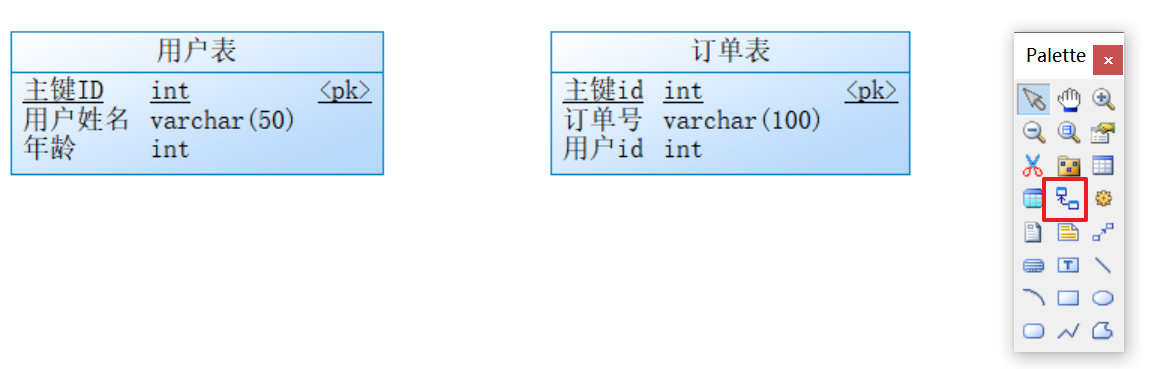 用户表
主键ID int <pk>
用户姓名 varchar(50)
年龄 int
订单表
主键id int <pk>
订单号 varchar(100)
用户id int
Palette